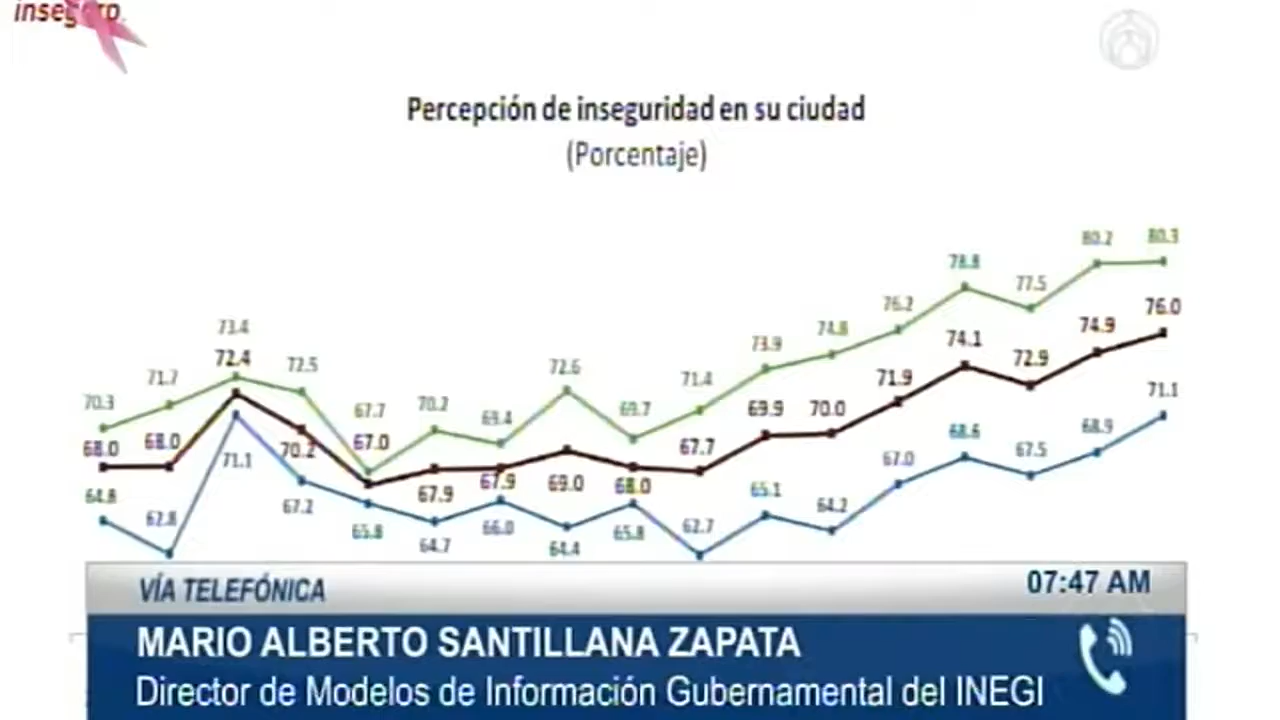 inseguro.
Percepción de inseguridad en su ciudad
(Porcentaje)
70.3 71.7 73.4 72.5 67.7 70.2 69.4 72.6 69.7 71.4 73.9 74.8 76.2 78.8 77.5 80.2 80.3
68.0 68.0 72.4 70.2 67.0 67.9 67.9 69.0 68.0 67.7 69.9 70.0 71.9 74.1 72.9 74.9 76.0
64.8 62.8 71.1 67.2 65.8 64.7 66.0 64.4 65.8 62.7 65.1 64.2 67.0 68.6 67.5 68.9 71.1
VÍA TELEFÓNICA
07:47 AM
MARIO ALBERTO SANTILLANA ZAPATA
Director de Modelos de Información Gubernamental del INEGI